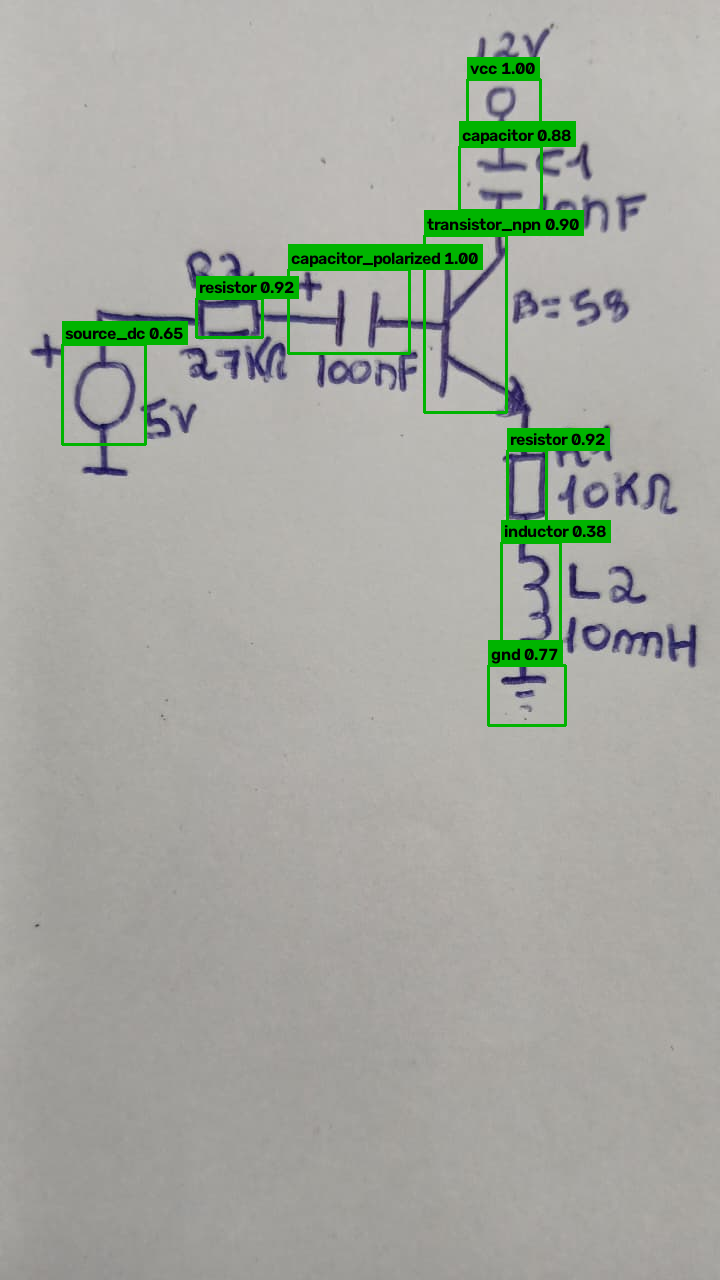 12V
vcc 1.00
capacitor 0.88
C1
10nF
transistor_npn 0.90
capacitor_polarized 1.00
+
R2
resistor 0.92
27KΩ
100nF
B=58
source_dc 0.65
+
5V
resistor 0.92
R1
10KΩ
inductor 0.38
L2
10mH
gnd 0.77